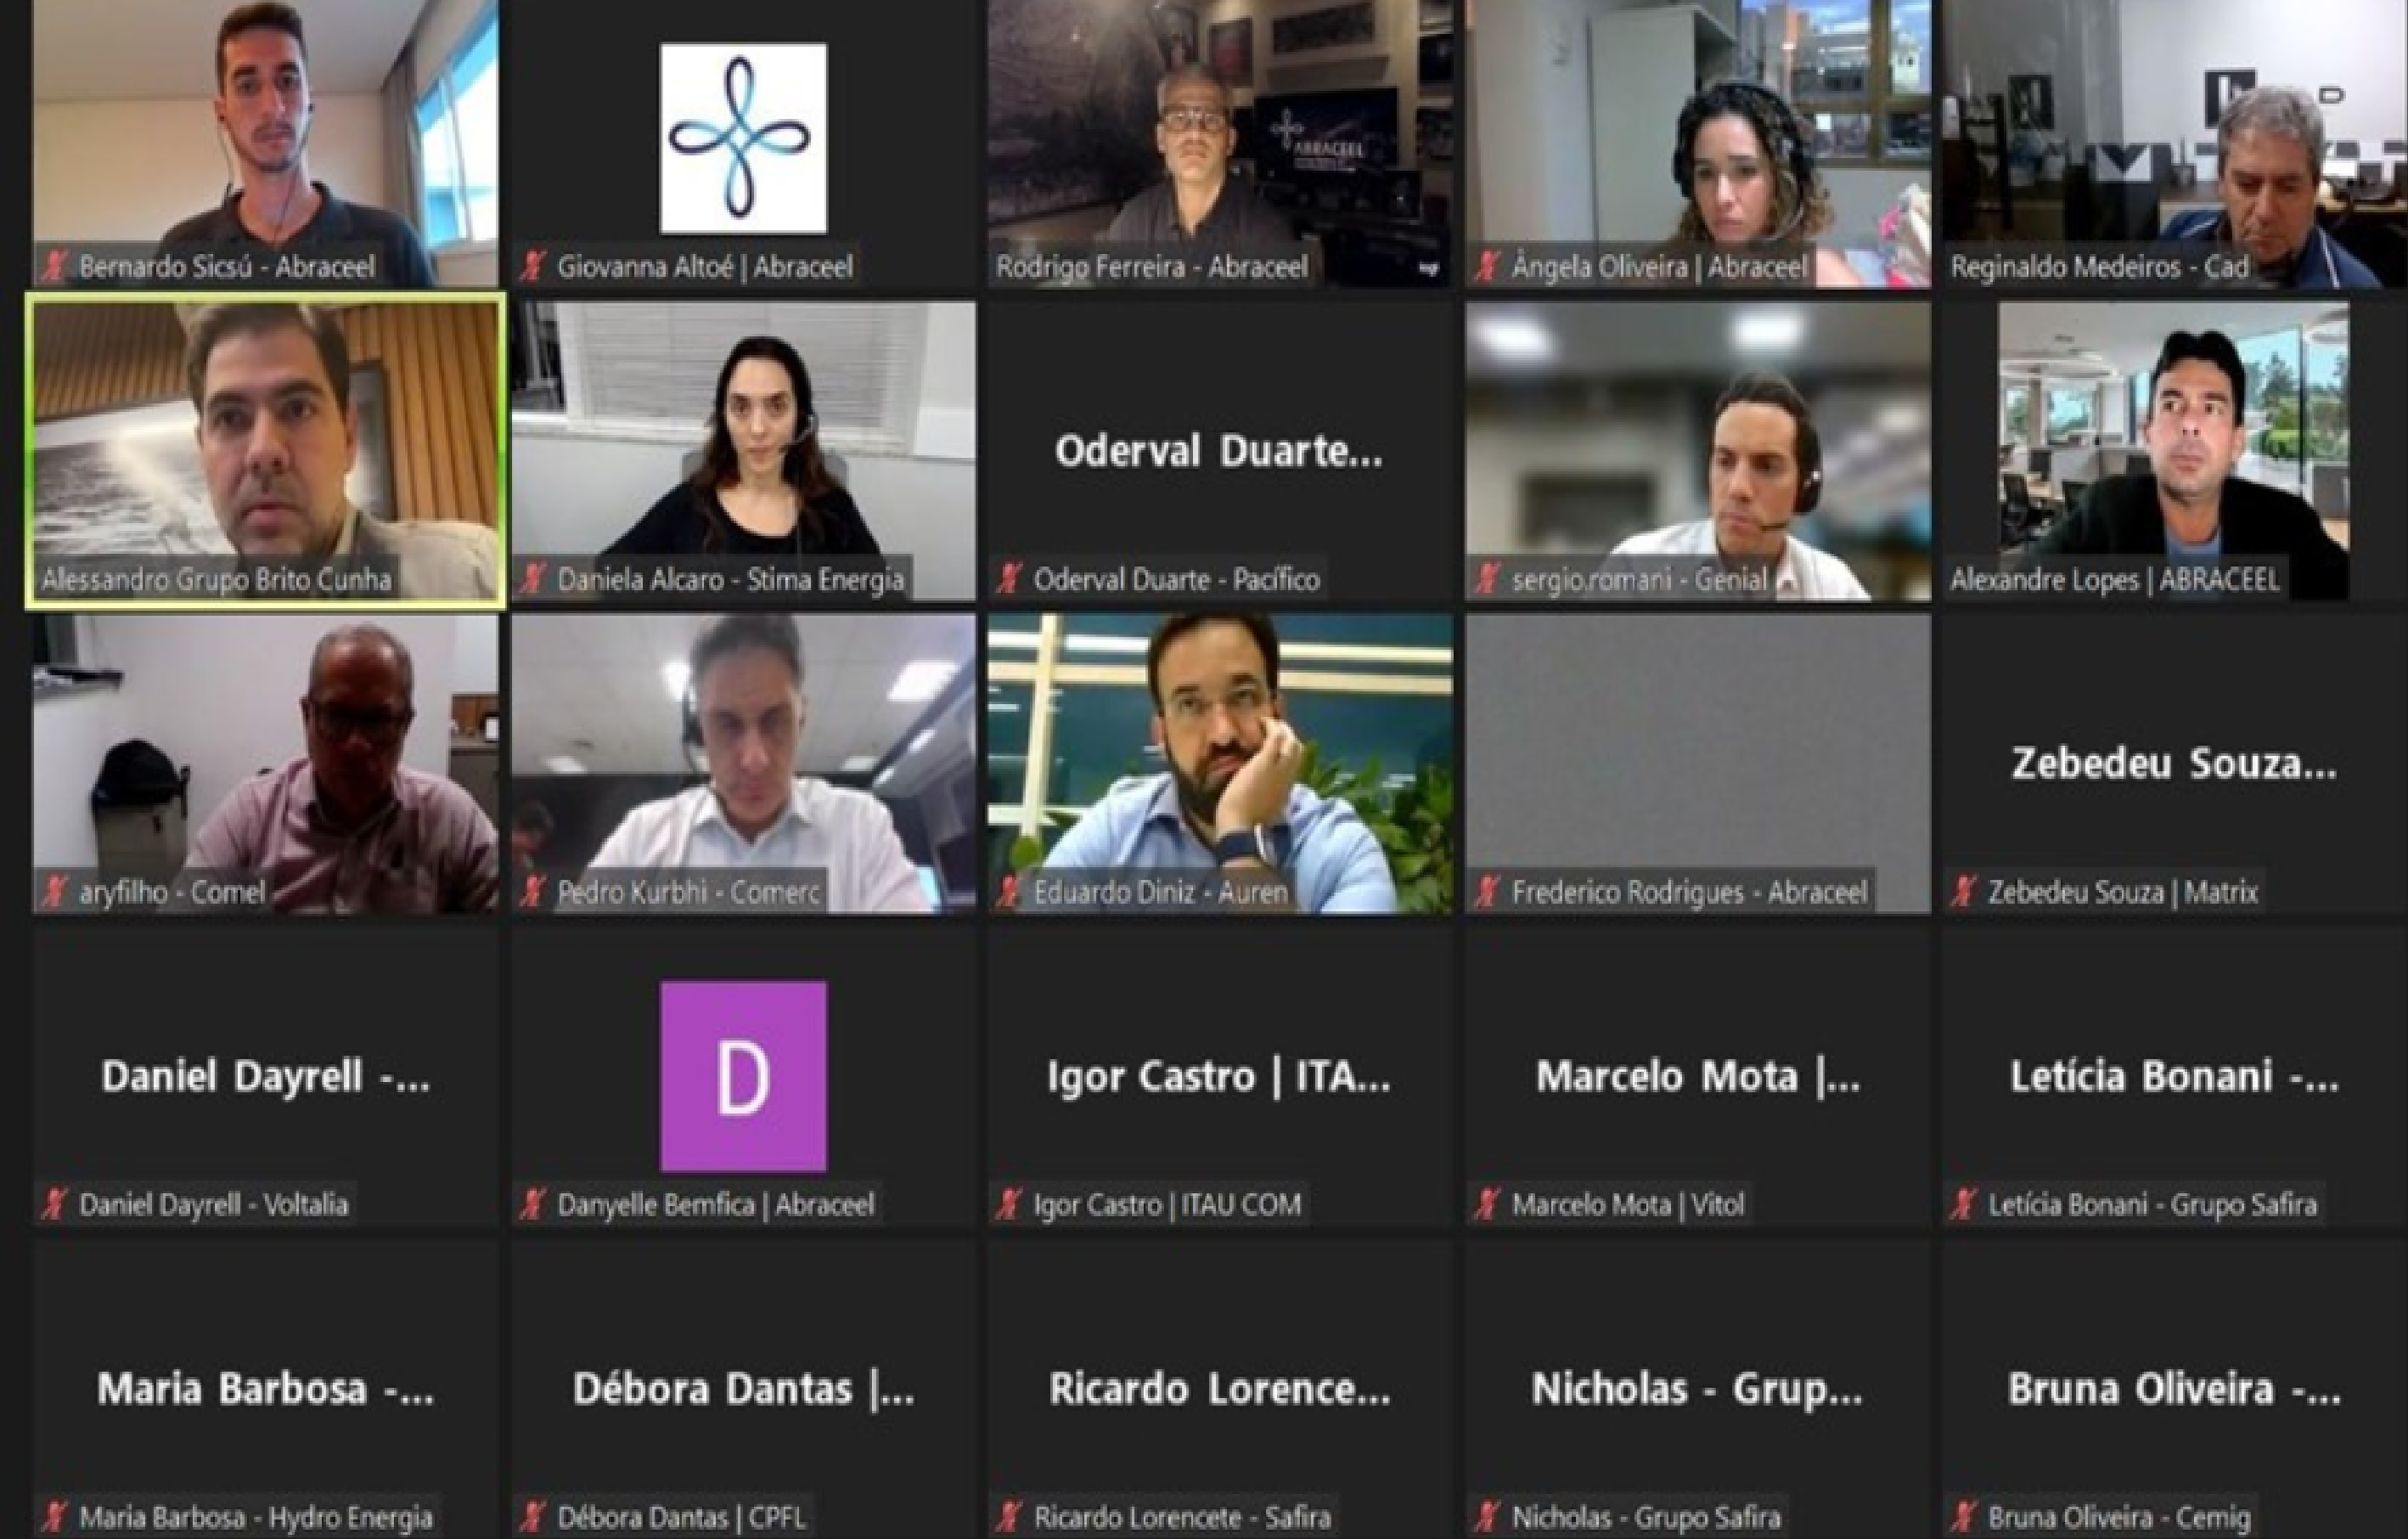 ABRACEEL
Bernardo Sicsú - Abraceel
Giovanna Altoé | Abraceel
Rodrigo Ferreira - Abraceel
Ângela Oliveira | Abraceel
Reginaldo Medeiros - Cad
Oderval Duarte...
Alessandro Grupo Brito Cunha
Daniela Alcaro - Stima Energia
Oderval Duarte - Pacífico
sergio.romani - Genial
Alexandre Lopes | ABRACEEL
Zebedeu Souza...
aryfilho - Comel
Pedro Kurbhi - Comerc
Eduardo Diniz - Auren
Frederico Rodrigues - Abraceel
Zebedeu Souza | Matrix
Daniel Dayrell -...
D
Igor Castro | ITA...
Marcelo Mota |...
Letícia Bonani -...
Daniel Dayrell - Voltalia
Danyelle Bemfica | Abraceel
Igor Castro | ITAU COM
Marcelo Mota | Vitol
Letícia Bonani - Grupo Safira
Maria Barbosa -...
Débora Dantas |...
Ricardo Lorence...
Nicholas - Grup...
Bruna Oliveira -...
Maria Barbosa - Hydro Energia
Débora Dantas | CPFL
Ricardo Lorencete - Safira
Nicholas - Grupo Safira
Bruna Oliveira - Cemig